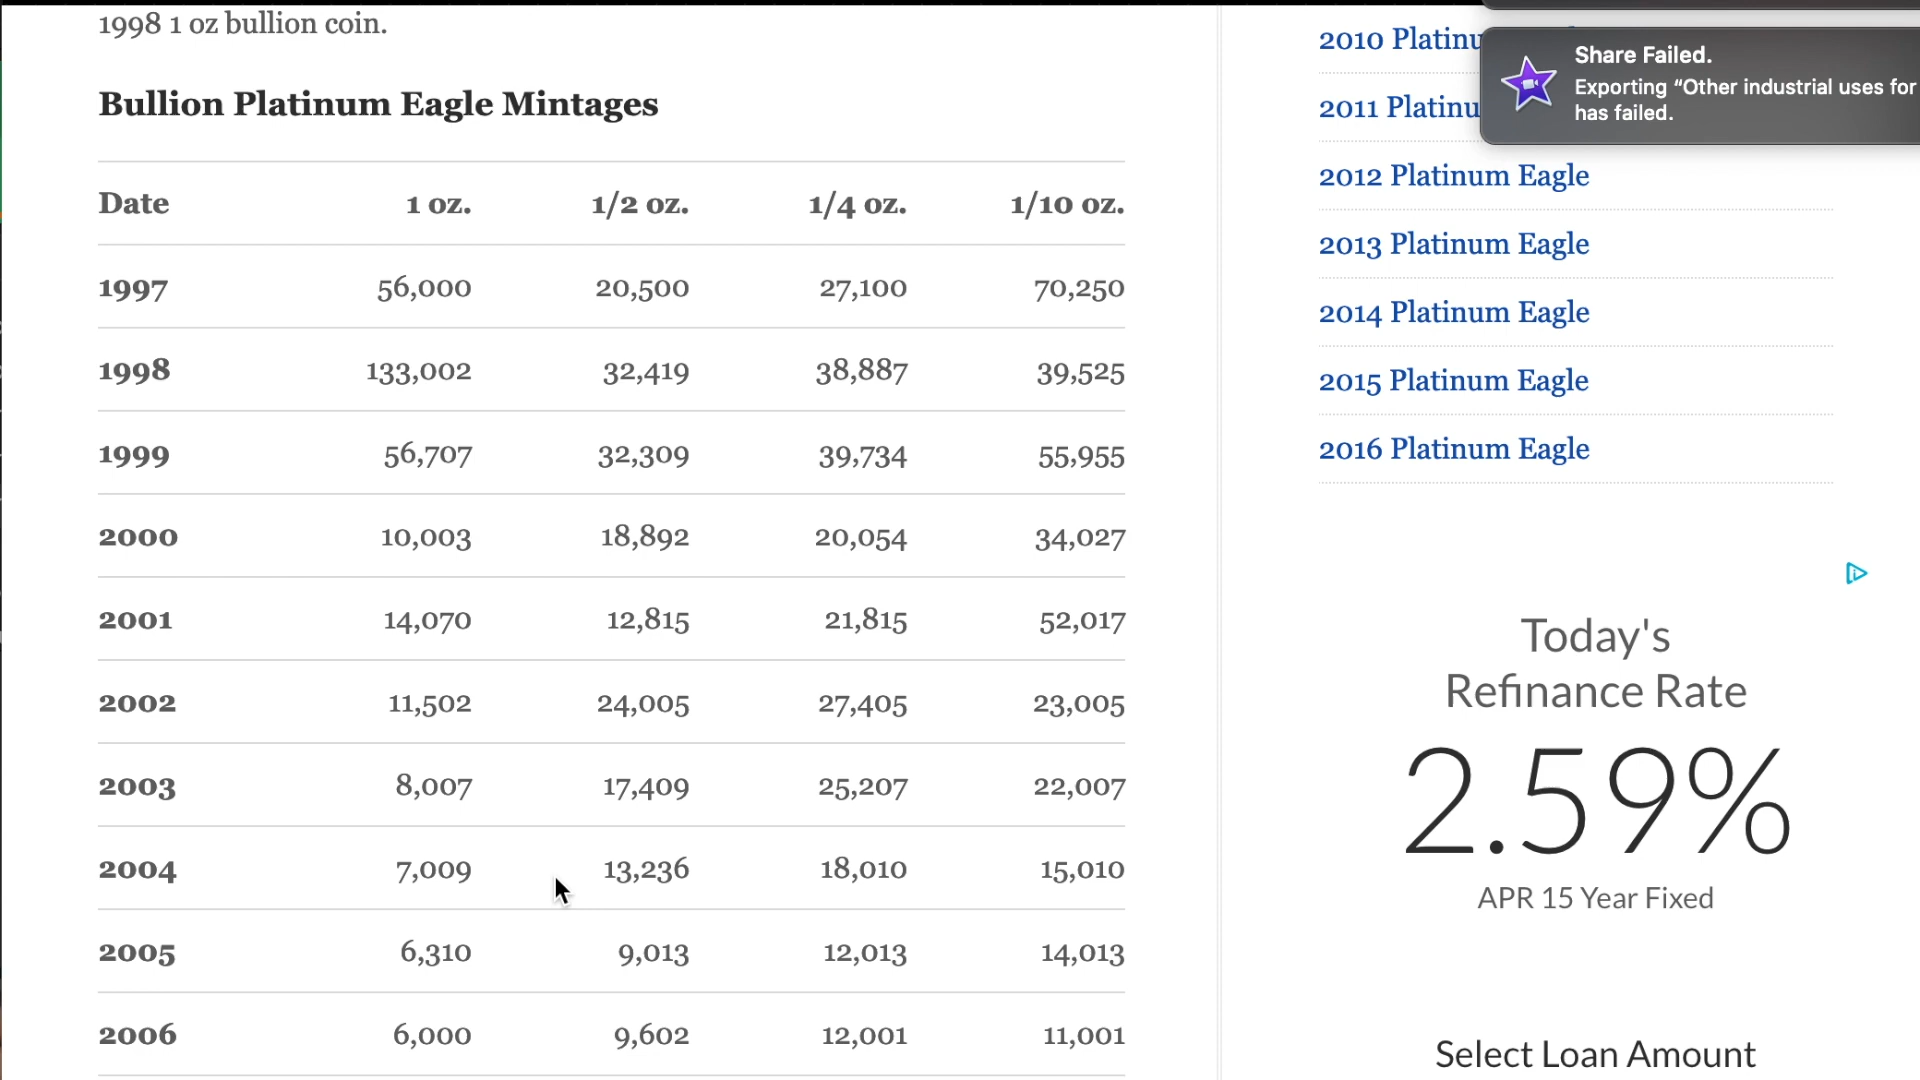 1998 1 oz bullion coin.
Bullion Platinum Eagle Mintages
Date 1 oz. 1/2 oz. 1/4 oz. 1/10 oz.
1997 56,000 20,500 27,100 70,250
1998 133,002 32,419 38,887 39,525
1999 56,707 32,309 39,734 55,955
2000 10,003 18,892 20,054 34,027
2001 14,070 12,815 21,815 52,017
2002 11,502 24,005 27,405 23,005
2003 8,007 17,409 25,207 22,007
2004 7,009 13,236 18,010 15,010
2005 6,310 9,013 12,013 14,013
2006 6,000 9,602 12,001 11,001
2010 Platinu
2011 Platinu
2012 Platinum Eagle
2013 Platinum Eagle
2014 Platinum Eagle
2015 Platinum Eagle
2016 Platinum Eagle
Share Failed.
Exporting “Other industrial uses for
has failed.
Today's
Refinance Rate
2.59%
APR 15 Year Fixed
Select Loan Amount